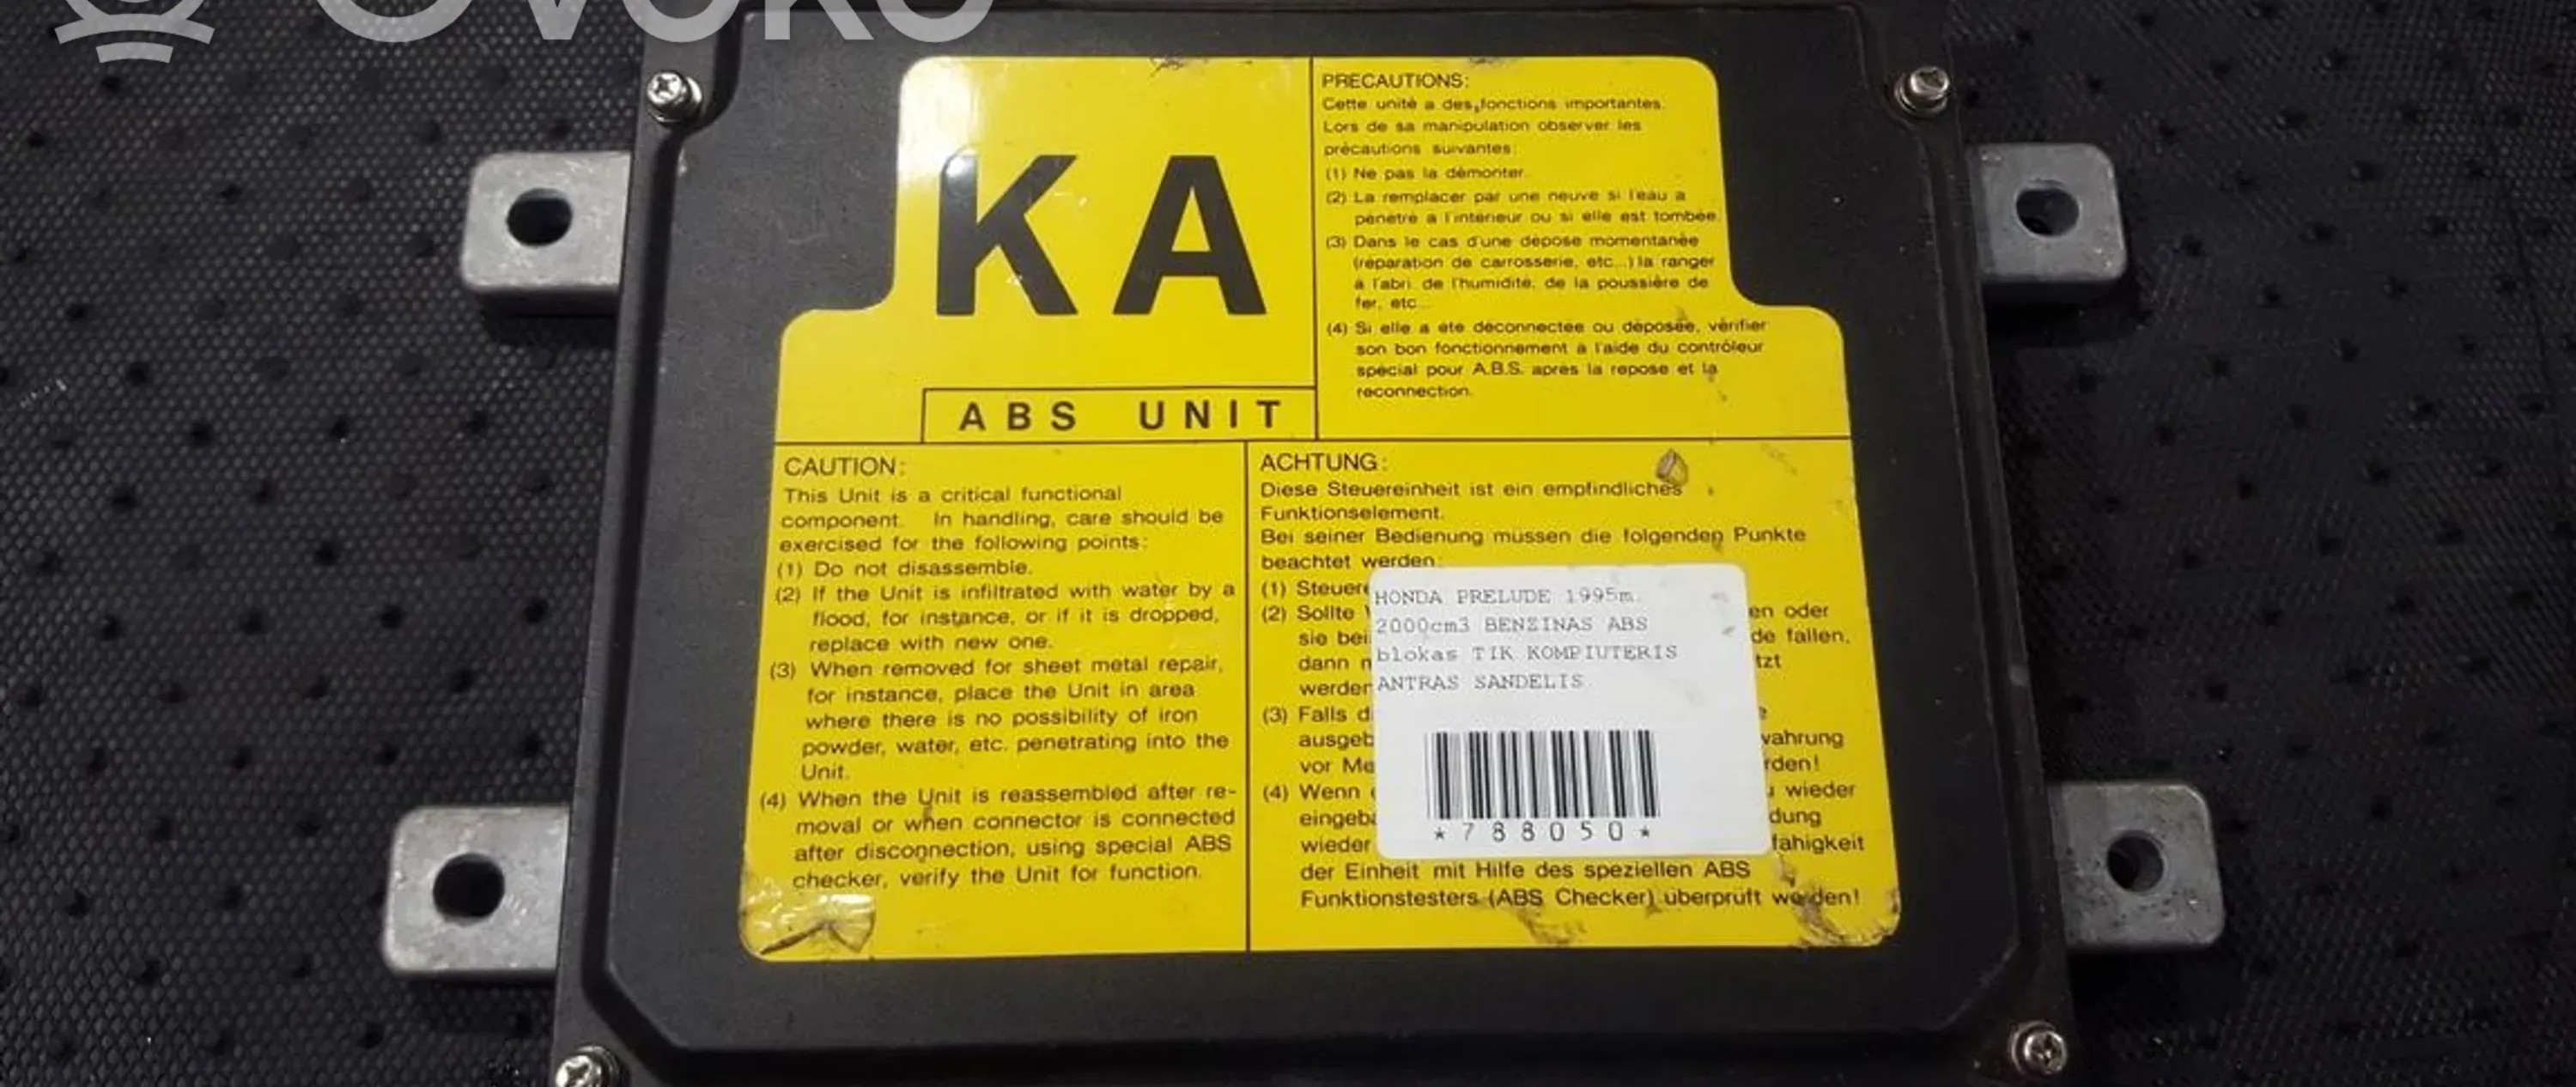 OVOKO
KA
ABS UNIT
PRECAUTIONS:
Cette unité a des fonctions importantes.
Lors de sa manipulation observer les
précautions suivantes:
(1) Ne pas la démonter.
(2) La remplacer par une neuve si l'eau a
pénétré à l'intérieur ou si elle est tombée.
(3) Dans le cas d'une dépose momentanée
(réparation de carrosserie, etc...) la ranger
à l'abri de l'humidité, de la poussière de
fer, etc...
(4) Si elle a été déconnectée ou déposée, vérifier
son bon fonctionnement à l'aide du contrôleur
spécial pour A.B.S. après la repose et la
reconnection.
CAUTION:
This Unit is a critical functional
component. In handling, care should be
exercised for the following points:
(1) Do not disassemble.
(2) If the Unit is infiltrated with water by a
flood, for instance, or if it is dropped,
replace with new one.
(3) When removed for sheet metal repair,
for instance, place the Unit in area
where there is no possibility of iron
powder, water, etc. penetrating into the
Unit.
(4) When the Unit is reassembled after re-
moval or when connector is connected
after disconnection, using special ABS
checker, verify the Unit for function.
ACHTUNG:
Diese Steuereinheit ist ein empfindliches
Funktionselement.
Bei seiner Bedienung müssen die folgenden Punkte
beachtet werden:
(1) Steuere
(2) Sollte en oder
sie bei de fallen,
dann tzt
werden
(3) Falls d
ausgeb wahrung
vor Me rden!
(4) Wenn wieder
eingeba dung
wieder fähigkeit
der Einheit mit Hilfe des speziellen ABS
Funktionstesters (ABS Checker) überprüft werden!
HONDA PRELUDE 1995m.
2000cm3 BENZINAS ABS
blokas TIK KOMPIUTERIS
ANTRAS SANDELIS
*788050*